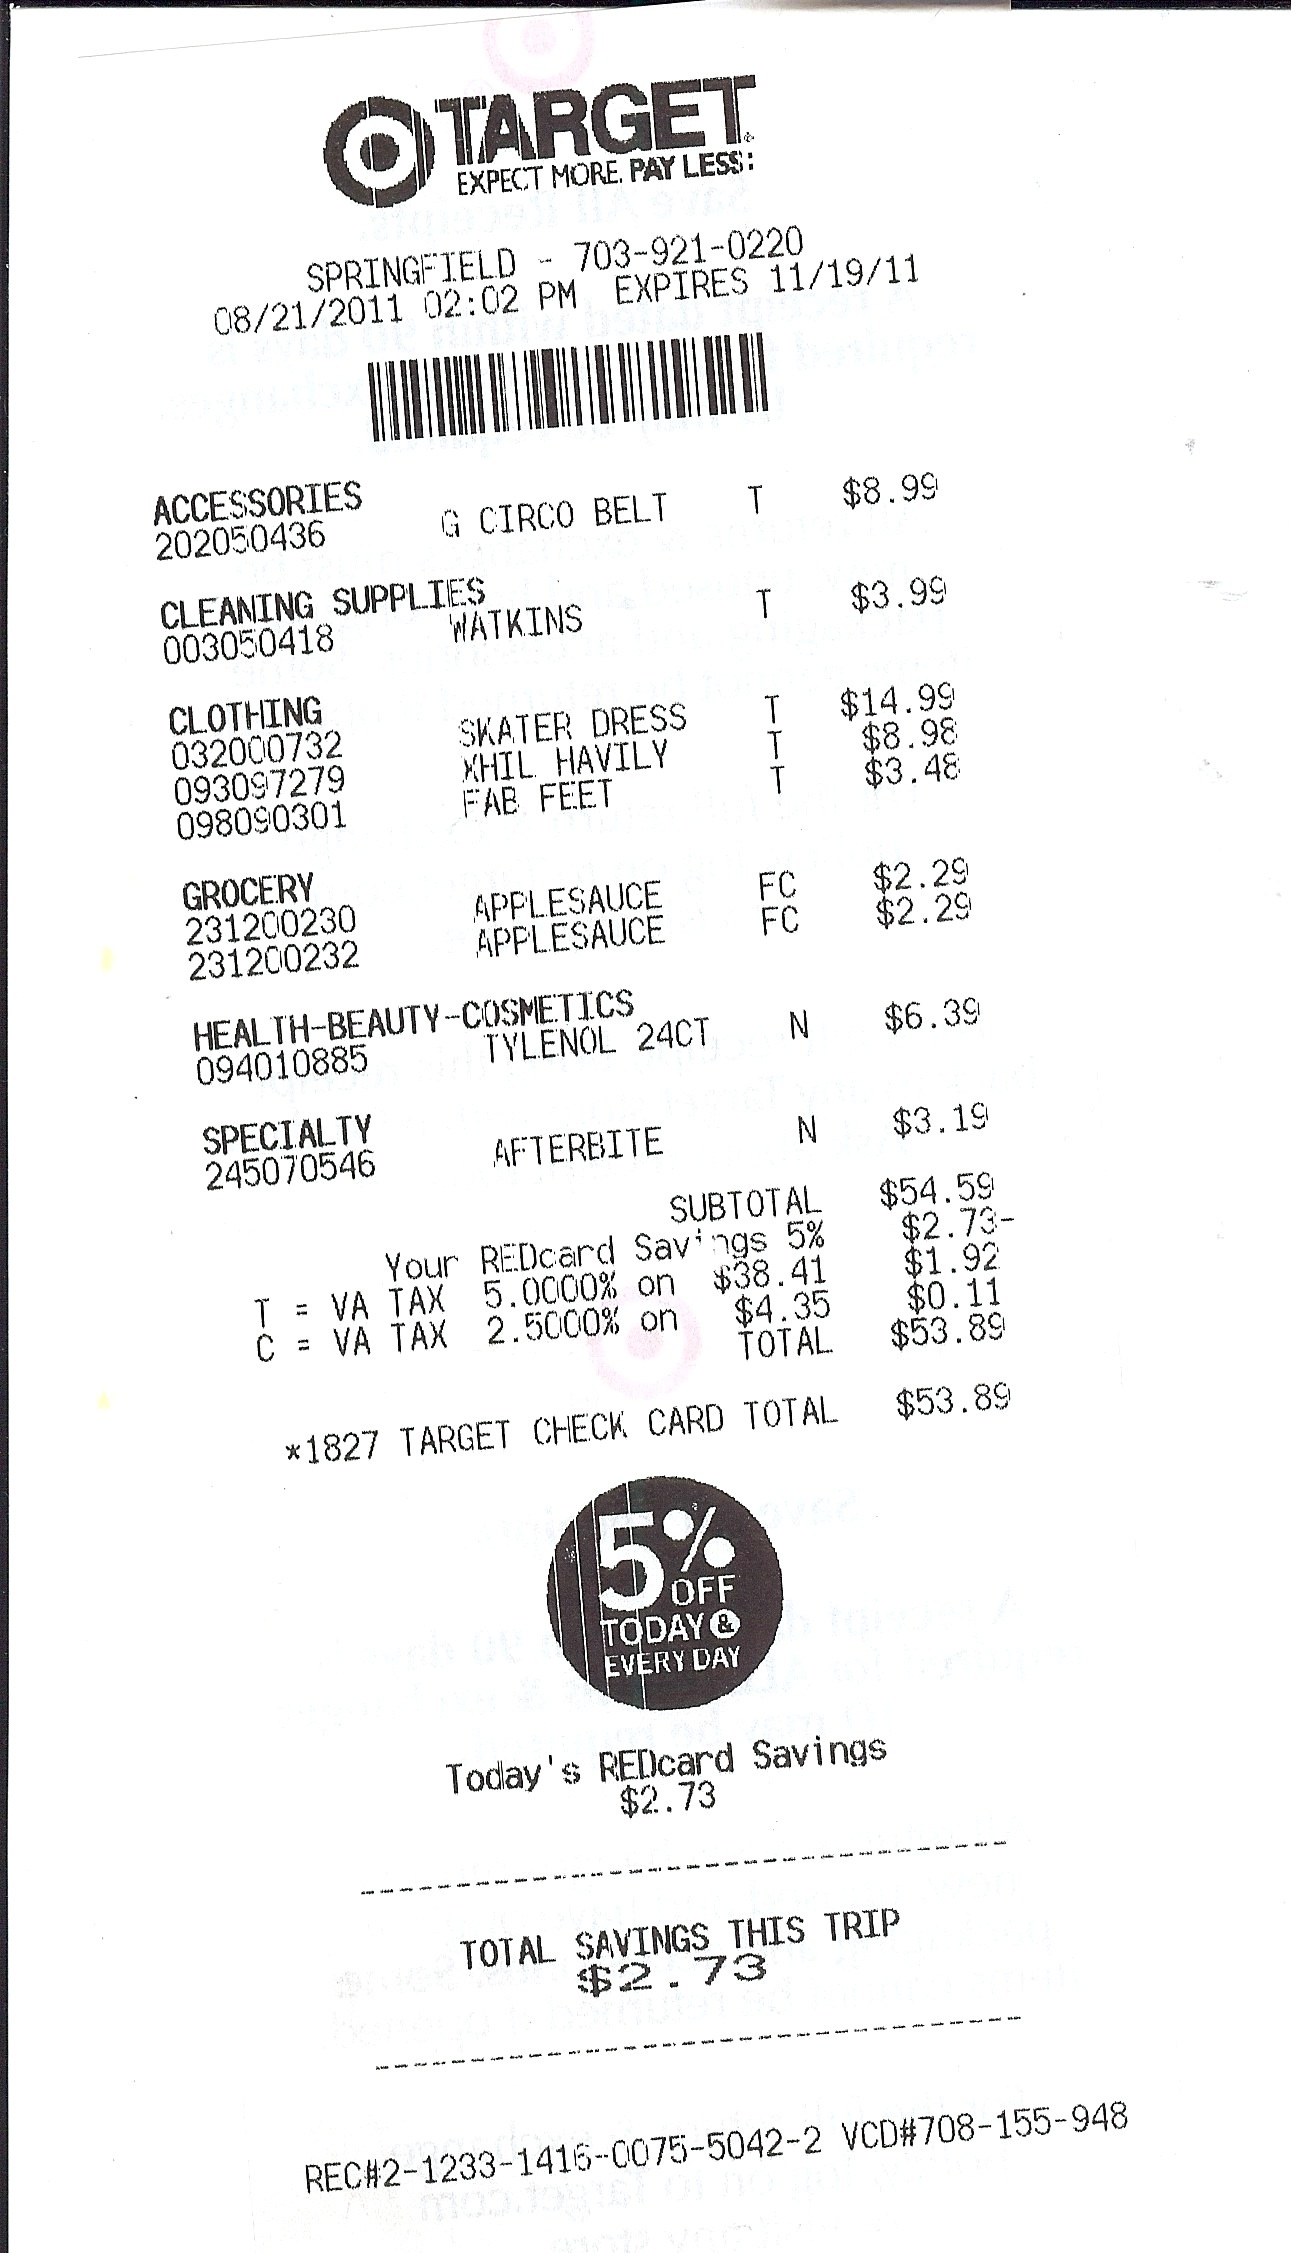 TARGET
EXPECT MORE. PAY LESS.
SPRINGFIELD - 703-921-0220
08/21/2011 02:02 PM EXPIRES 11/19/11
ACCESSORIES
202050436 G CIRCO BELT T $8.99
CLEANING SUPPLIES
003050418 WATKINS T $3.99
CLOTHING
032000732 SKATER DRESS T $14.99
093097279 XHIL HAVILY T $8.98
098090301 FAB FEET T $3.48
GROCERY
231200230 APPLESAUCE FC $2.29
231200232 APPLESAUCE FC $2.29
HEALTH-BEAUTY-COSMETICS
094010885 TYLENOL 24CT N $6.39
SPECIALTY
245070546 AFTERBITE N $3.19
SUBTOTAL $54.59
Your REDcard Savings 5% $2.73-
T = VA TAX 5.0000% on $38.41 $1.92
C = VA TAX 2.5000% on $4.35 $0.11
TOTAL $53.89
*1827 TARGET CHECK CARD TOTAL $53.89
5% OFF
TODAY &
EVERY DAY
Today's REDcard Savings
$2.73
TOTAL SAVINGS THIS TRIP
$2.73
REC#2-1233-1416-0075-5042-2 VCD#708-155-948